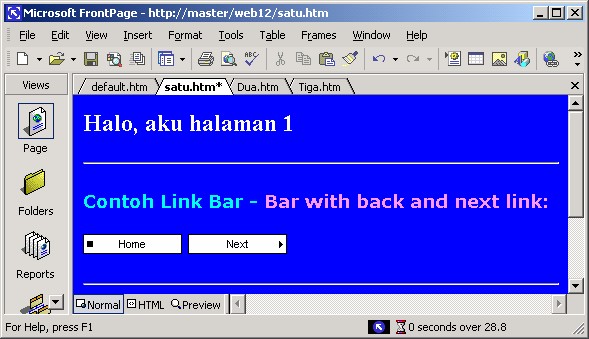 Microsoft FrontPage - http://master/web12/satu.htm
File Edit View Insert Format Tools Table Frames Window Help
Views
default.htm satu.htm* Dua.htm Tiga.htm
Page
Folders
Reports
Halo, aku halaman 1
Contoh Link Bar - Bar with back and next link:
Home Next
Normal HTML Preview
For Help, press F1
0 seconds over 28.8